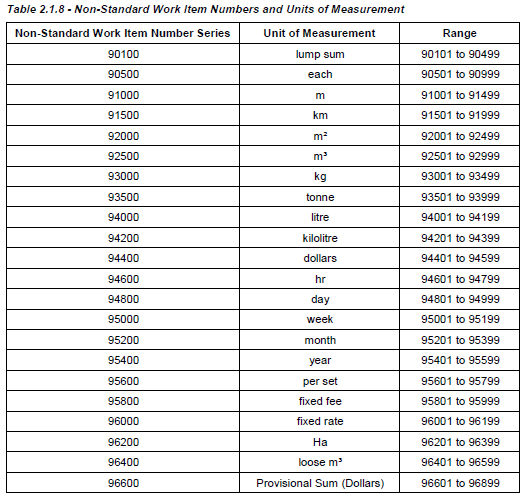 Table 2.1.8 - Non-Standard Work Item Numbers and Units of Measurement
Non-Standard Work Item Number Series Unit of Measurement Range
90100 lump sum 90101 to 90499
90500 each 90501 to 90999
91000 m 91001 to 91499
91500 km 91501 to 91999
92000 m² 92001 to 92499
92500 m³ 92501 to 92999
93000 kg 93001 to 93499
93500 tonne 93501 to 93999
94000 litre 94001 to 94199
94200 kilolitre 94201 to 94399
94400 dollars 94401 to 94599
94600 hr 94601 to 94799
94800 day 94801 to 94999
95000 week 95001 to 95199
95200 month 95201 to 95399
95400 year 95401 to 95599
95600 per set 95601 to 95799
95800 fixed fee 95801 to 95999
96000 fixed rate 96001 to 96199
96200 Ha 96201 to 96399
96400 loose m³ 96401 to 96599
96600 Provisional Sum (Dollars) 96601 to 96899